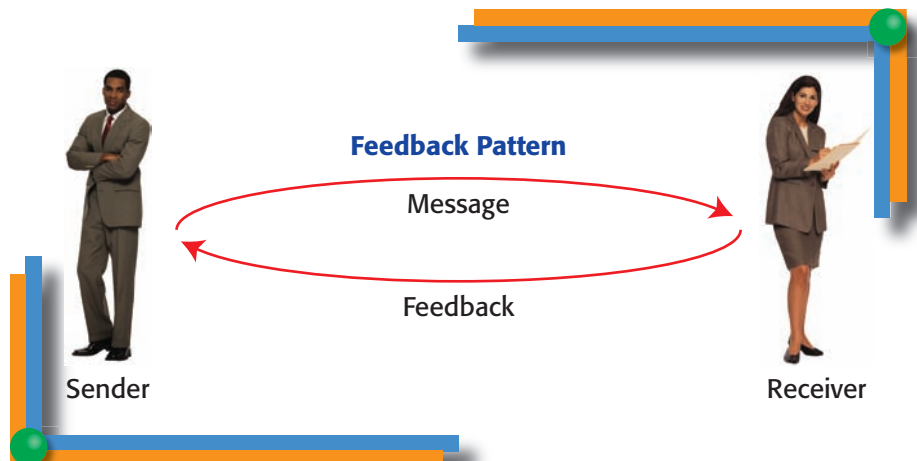 Feedback Pattern
Message
Feedback
Sender
Receiver